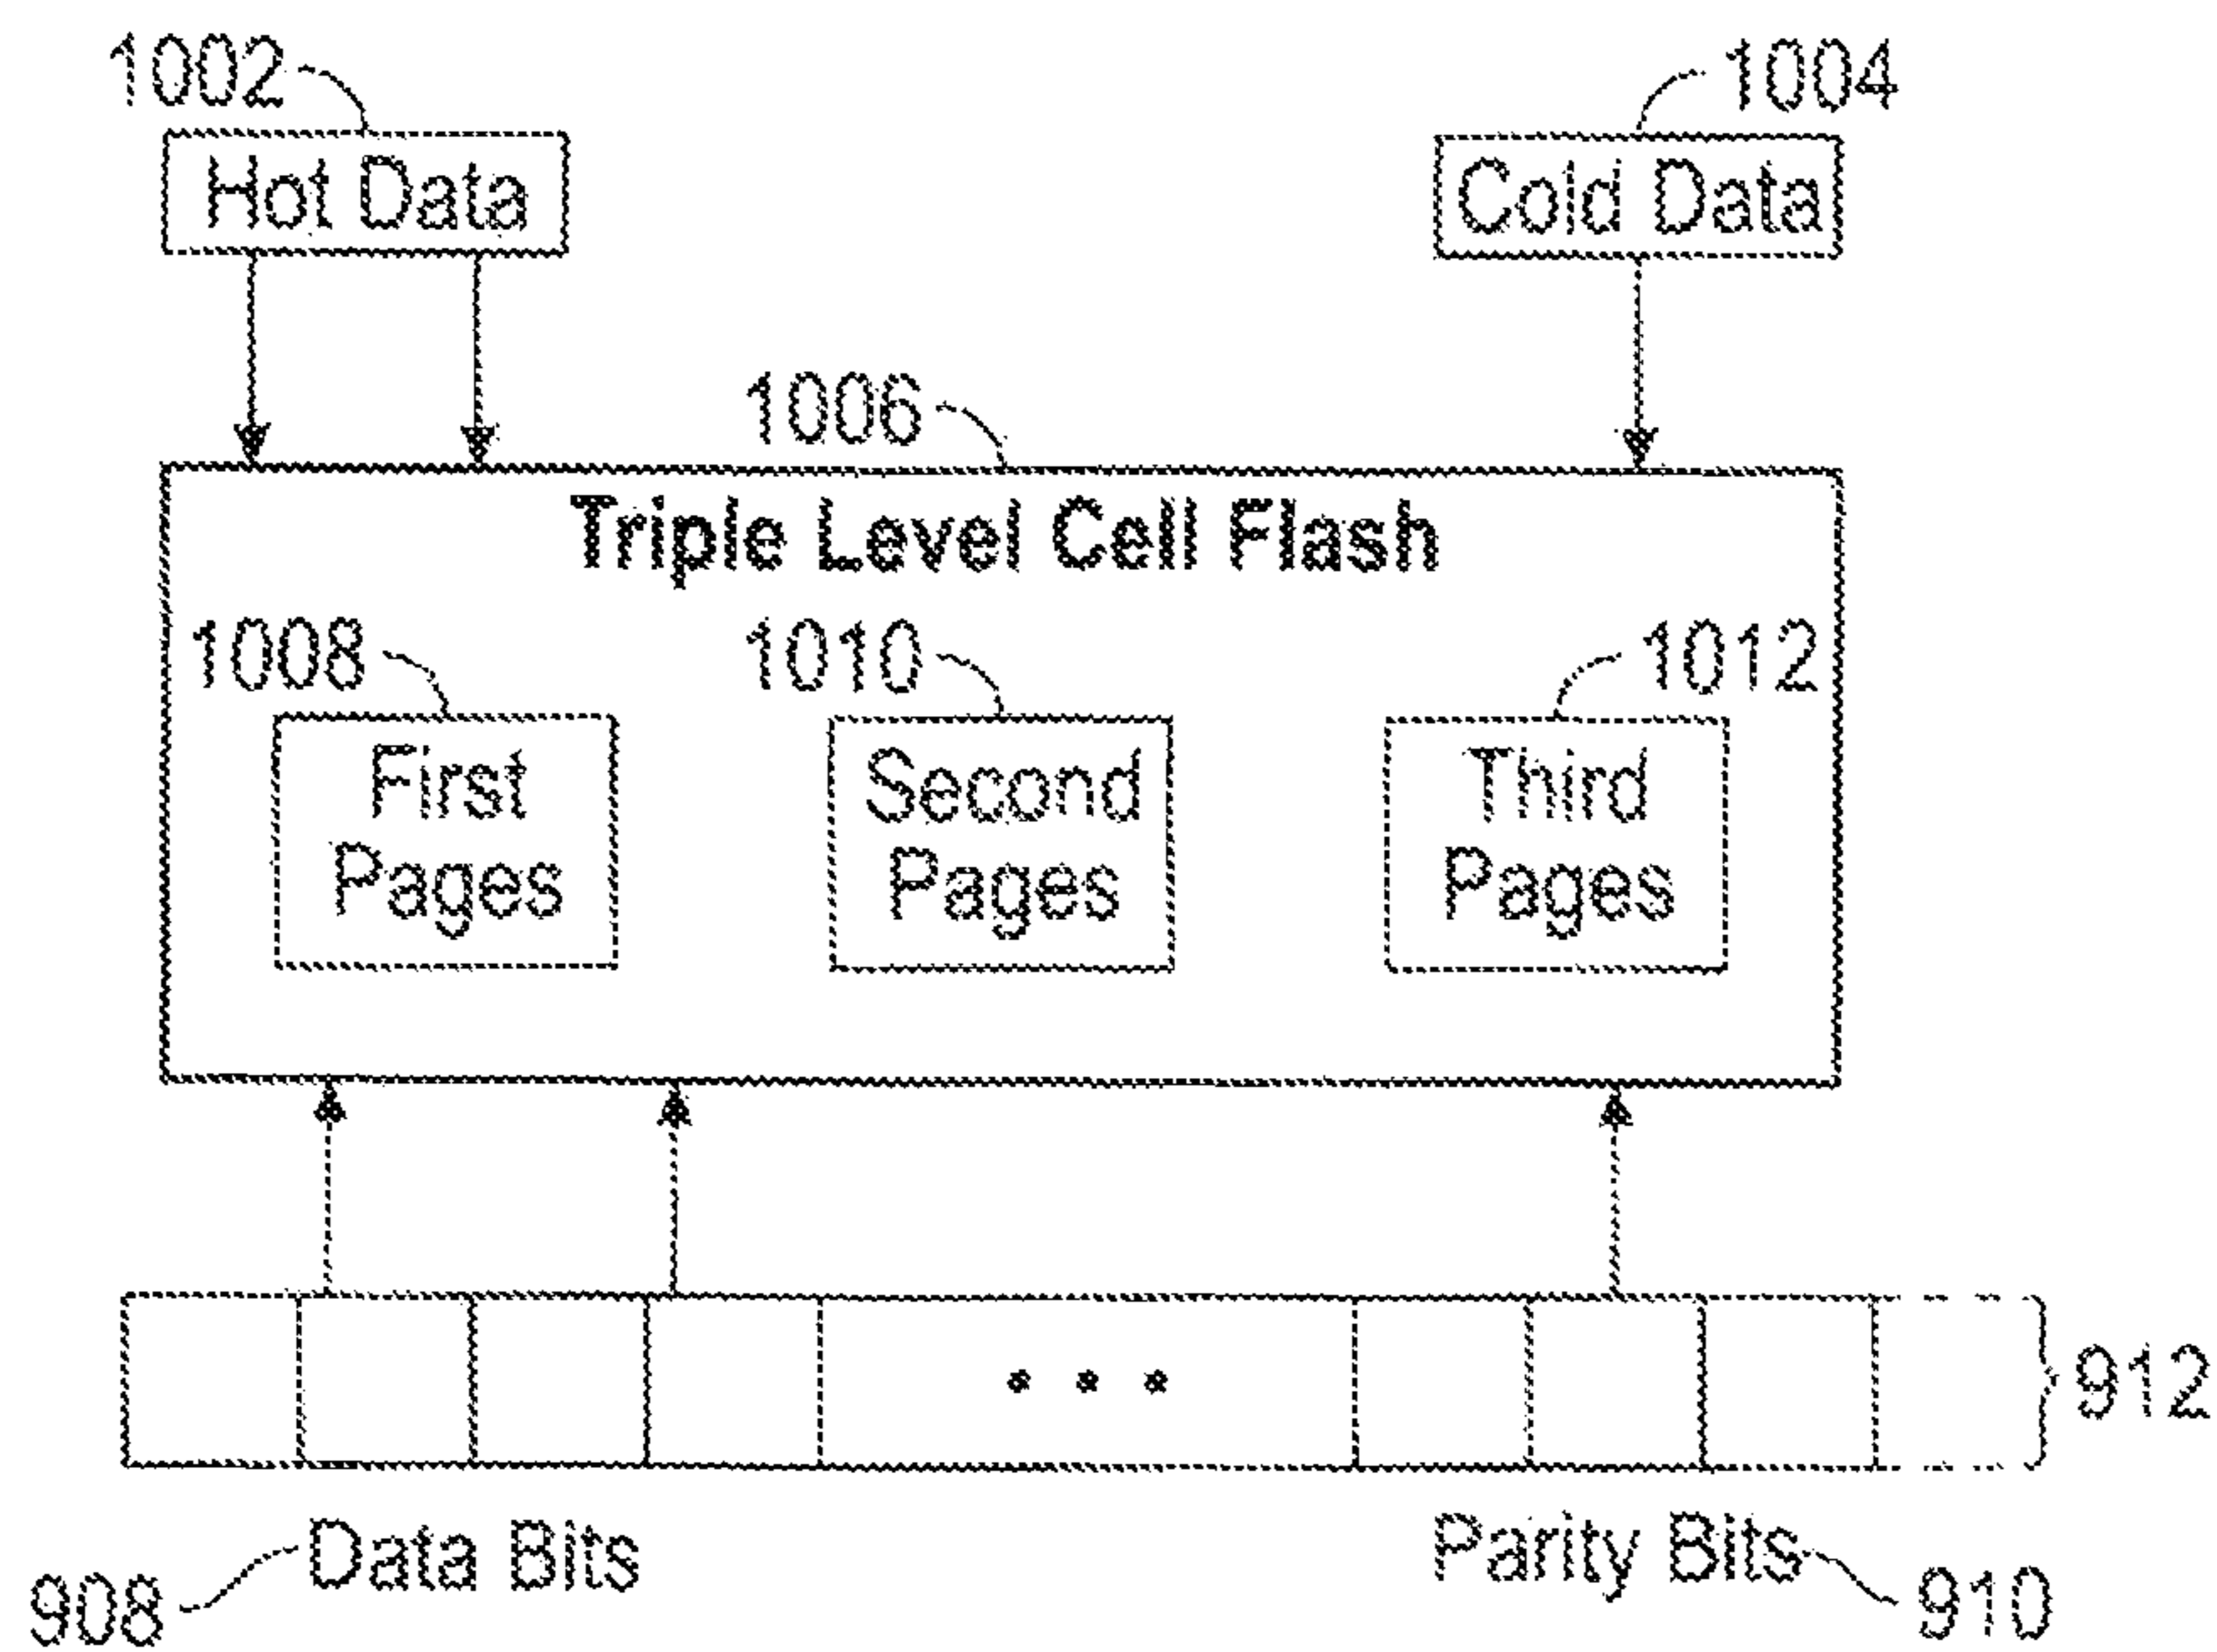 1002
1004
Hot Data
Cold Data
1006
Triple Level Cell Flash
1008
1010
1012
First
Pages
Second
Pages
Third
Pages
912
Data Bits
Parity Bits
908
910